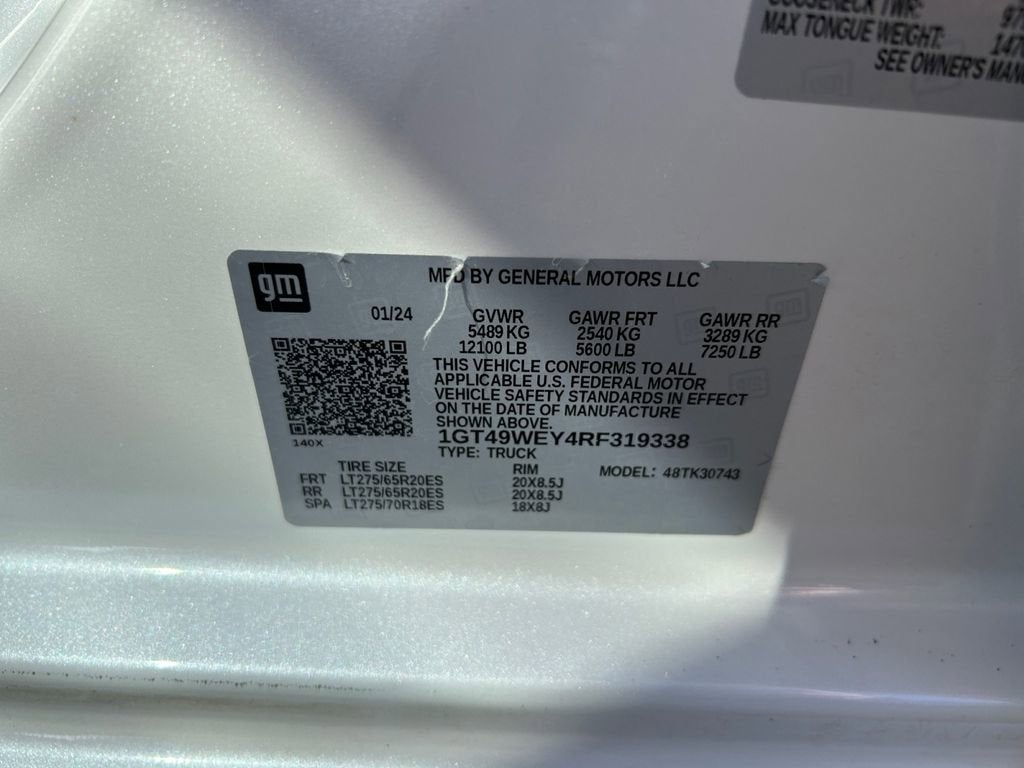 GOOSENECK TWR:
MAX TONGUE WEIGHT:
SEE OWNER'S
gm
MFD BY GENERAL MOTORS LLC
01/24
GVWR GAWR FRT GAWR RR
5489 KG 2540 KG 3289 KG
12100 LB 5600 LB 7250 LB
THIS VEHICLE CONFORMS TO ALL
APPLICABLE U.S. FEDERAL MOTOR
VEHICLE SAFETY STANDARDS IN EFFECT
ON THE DATE OF MANUFACTURE
SHOWN ABOVE.
140X
1GT49WEY4RF319338
TYPE: TRUCK
TIRE SIZE RIM MODEL: 48TK30743
FRT LT275/65R20ES 20X8.5J
RR LT275/65R20ES 20X8.5J
SPA LT275/70R18ES 18X8J